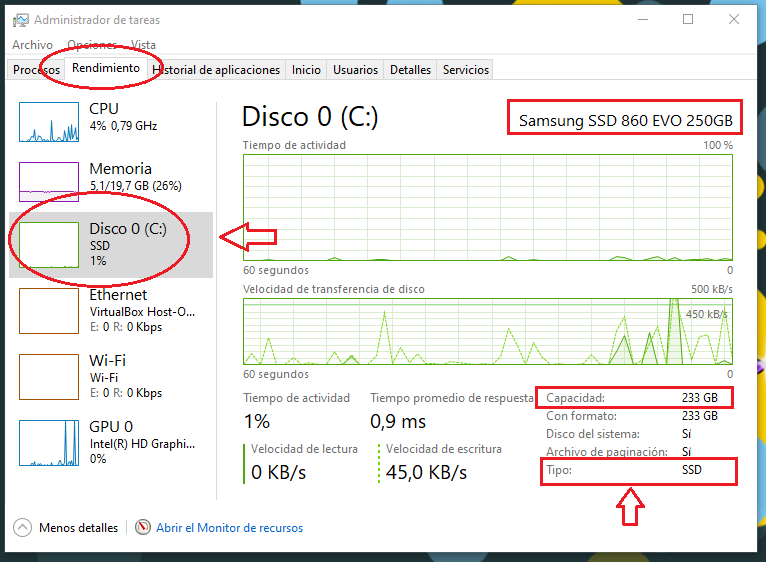 Administrador de tareas
Archivo Opciones Vista
Procesos Rendimiento Historial de aplicaciones Inicio Usuarios Detalles Servicios
CPU
4% 0,79 GHz
Memoria
5,1/19,7 GB (26%)
Disco 0 (C:)
SSD
1%
Ethernet
VirtualBox Host-O...
E: 0 R: 0 Kbps
Wi-Fi
Wi-Fi
E: 0 R: 0 Kbps
GPU 0
Intel(R) HD Graphi...
0%
Disco 0 (C:) Samsung SSD 860 EVO 250GB
Tiempo de actividad 100 %
60 segundos 0
Velocidad de transferencia de disco 500 kB/s
450 kB/s
60 segundos 0
Tiempo de actividad
1%
Tiempo promedio de respuesta
0,9 ms
Velocidad de lectura
0 KB/s
Velocidad de escritura
45,0 KB/s
Capacidad: 233 GB
Con formato: 233 GB
Disco del sistema: Sí
Archivo de paginación: Sí
Tipo: SSD
Menos detalles Abrir el Monitor de recursos